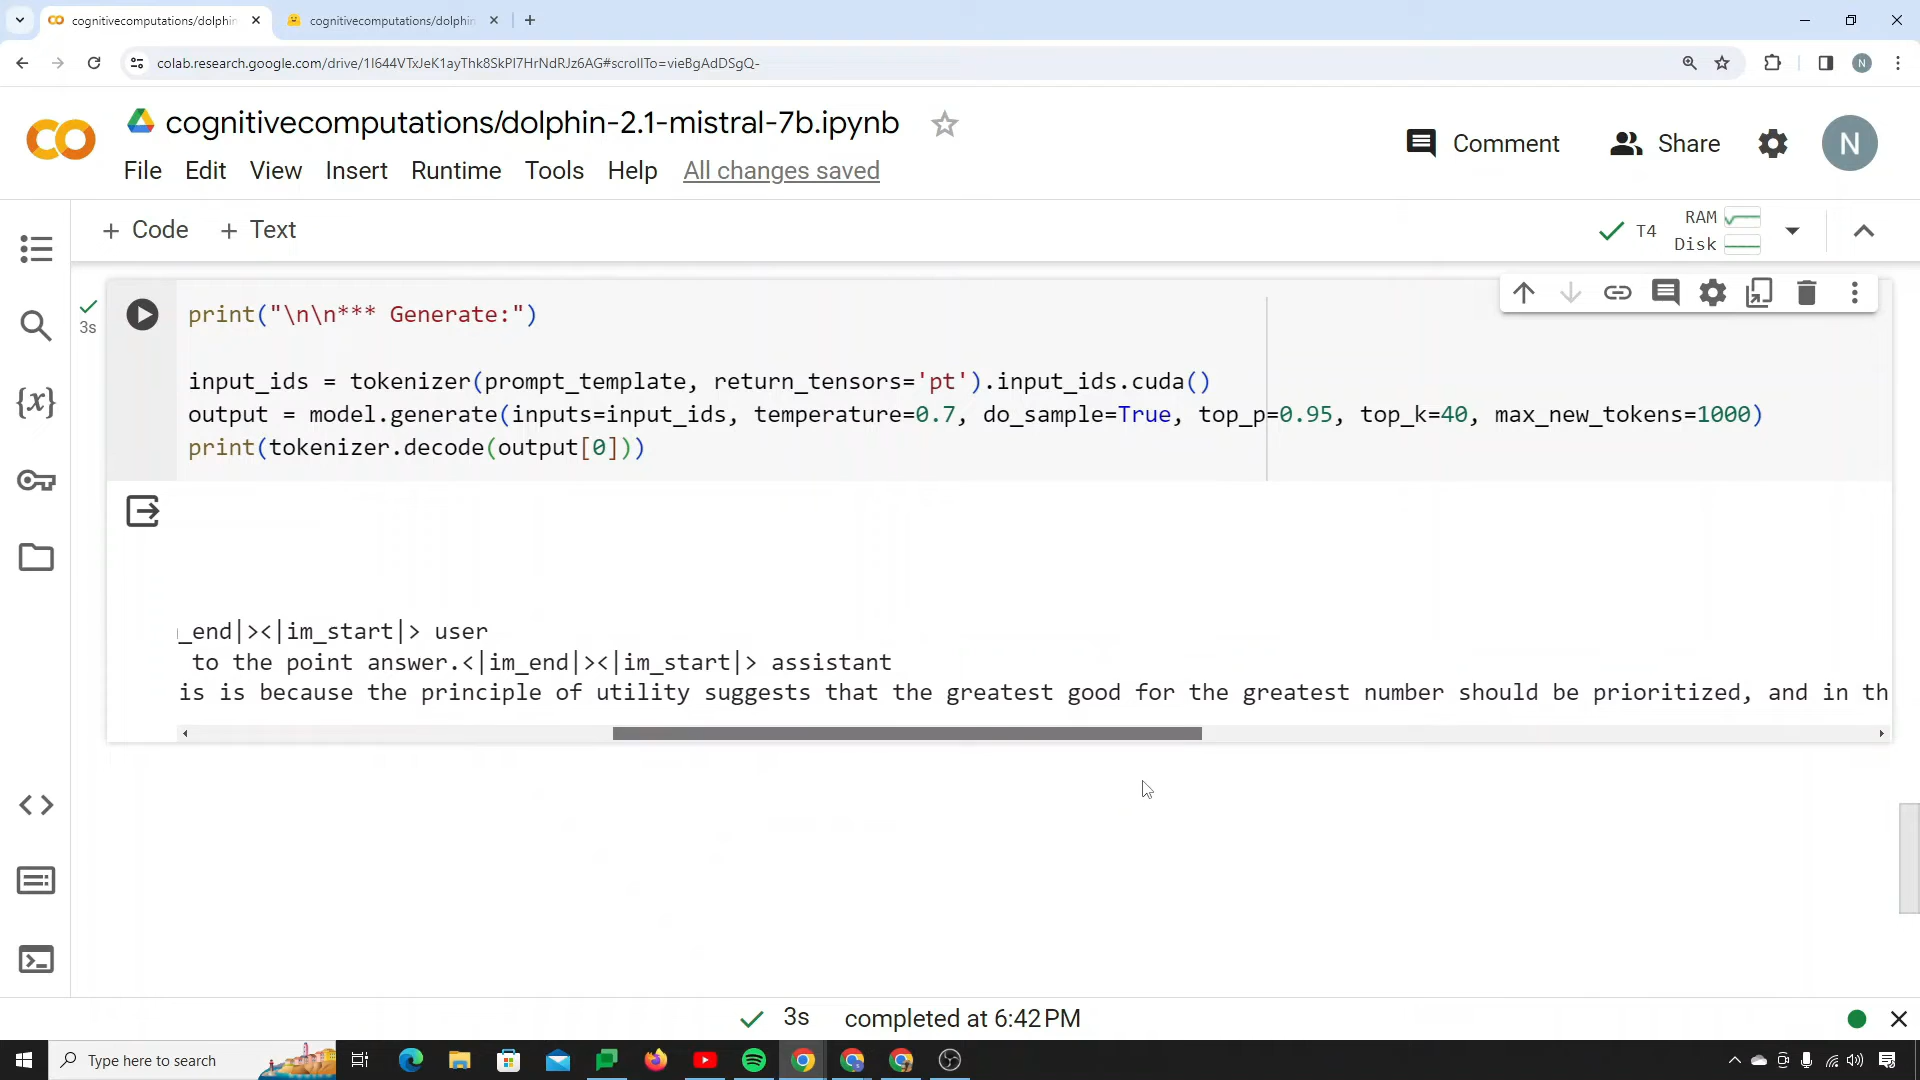 cognitivecomputations/dolphin
cognitivecomputations/dolphin
colab.research.google.com/drive/1I644VTxJeK1ayThk8SkPI7HrNdRJz6AG#scrollTo=vieBgAdDSgQ-
N
cognitivecomputations/dolphin-2.1-mistral-7b.ipynb
Comment
Share
N
File Edit View Insert Runtime Tools Help All changes saved
+ Code + Text
T4
RAM
Disk
3s
print("\n\n*** Generate:")
input_ids = tokenizer(prompt_template, return_tensors='pt').input_ids.cuda()
output = model.generate(inputs=input_ids, temperature=0.7, do_sample=True, top_p=0.95, top_k=40, max_new_tokens=1000)
print(tokenizer.decode(output[0]))
_end|><|im_start|> user
to the point answer.<|im_end|><|im_start|> assistant
is is because the principle of utility suggests that the greatest good for the greatest number should be prioritized, and in th
{x}
3s completed at 6:42 PM
Type here to search